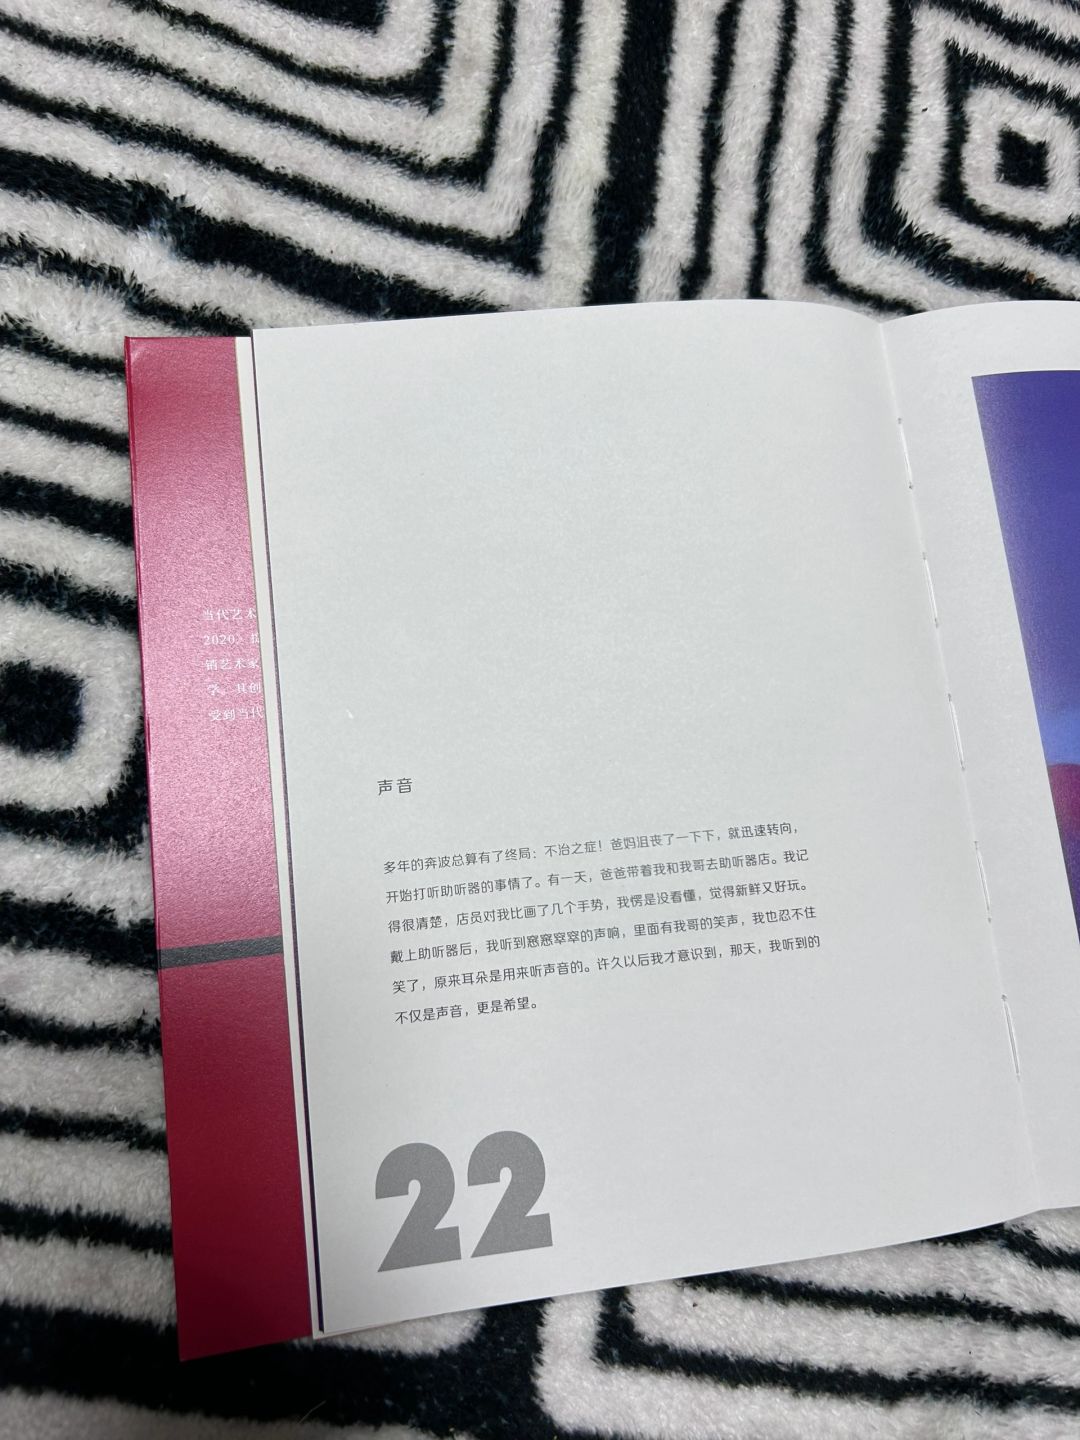 当代艺术
2020》
销艺术家
学。其创
受到当代
声音
多年的奔波总算有了终局：不治之症！爸妈沮丧了一下下，就迅速转向，
开始打听助听器的事情了。有一天，爸爸带着我和我哥去助听器店。我记
得很清楚，店员对我比画了几个手势，我愣是没看懂，觉得新鲜又好玩。
戴上助听器后，我听到窸窸窣窣的声响，里面有我哥的笑声，我也忍不住
笑了，原来耳朵是用来听声音的。许久以后我才意识到，那天，我听到的
不仅是声音，更是希望。
22